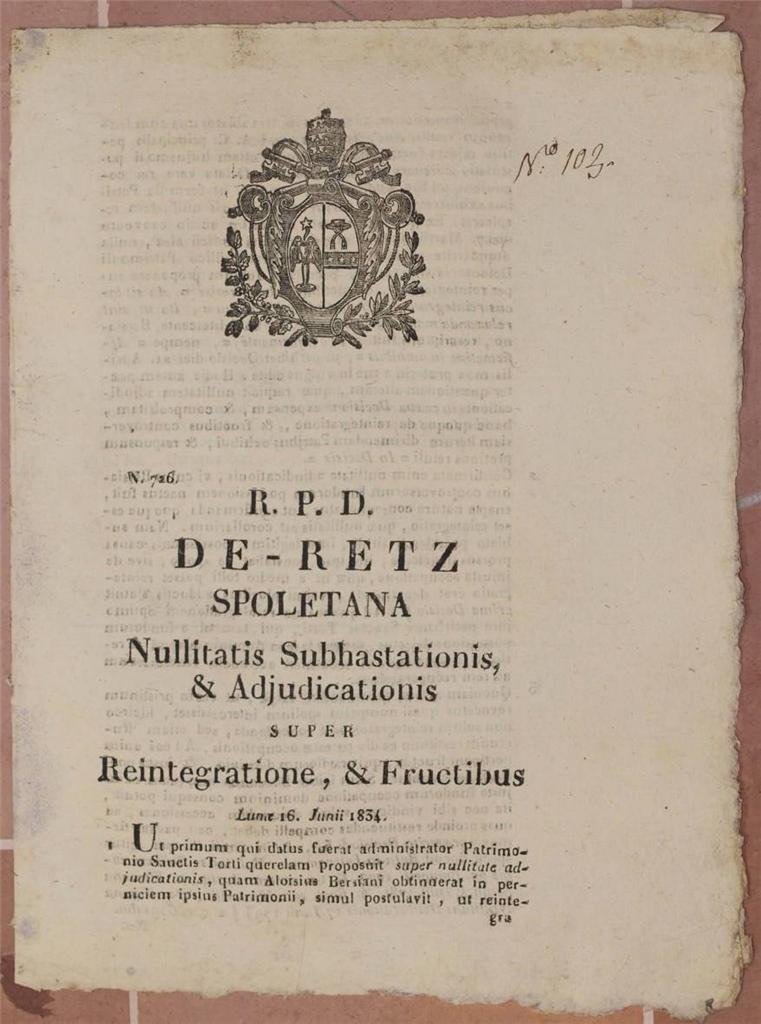 N.ro 102.
N. 726.
R. P. D.
DE-RETZ
SPOLETANA
Nullitatis Subhastationis,
& Adjudicationis
SUPER
Reintegratione, & Fructibus
Lunæ 16. Junii 1834.
1 Ut primum qui datus fuerat administrator Patrimo-
nio Sanctis Torti querelam proposuit super nullitate ad-
judicationis, quam Aloisius Bersiani obtinuerat in per-
niciem ipsius Patrimonii, simul postulavit, ut reinte-
gra